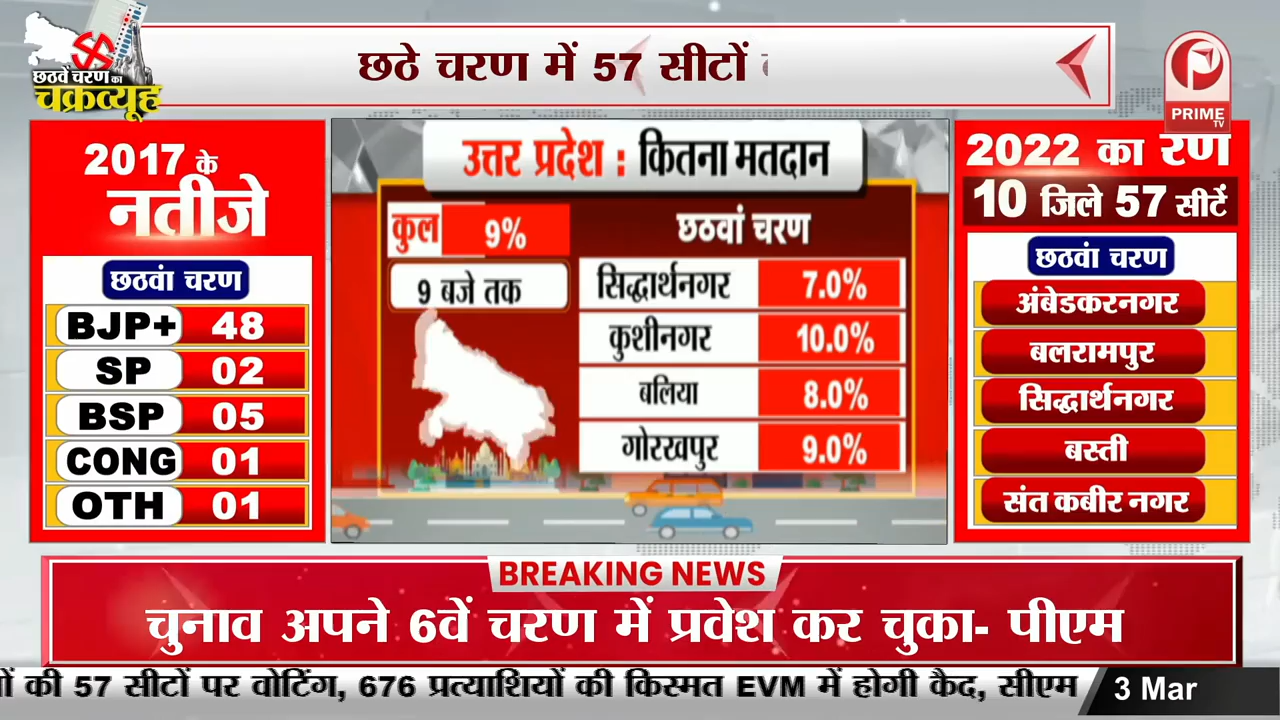 छठवें चरण का
चक्रव्यूह
छठे चरण में 57 सीटों
PRIME
TV
2017 के
नतीजे
छठवां चरण
BJP+ 48
SP 02
BSP 05
CONG 01
OTH 01
उत्तर प्रदेश : कितना मतदान
कुल 9%
9 बजे तक
छठवां चरण
सिद्धार्थनगर 7.0%
कुशीनगर 10.0%
बलिया 8.0%
गोरखपुर 9.0%
2022 का रण
10 जिले 57 सीटें
छठवां चरण
अंबेडकरनगर
बलरामपुर
सिद्धार्थनगर
बस्ती
संत कबीर नगर
BREAKING NEWS
चुनाव अपने 6वें चरण में प्रवेश कर चुका- पीएम
की 57 सीटों पर वोटिंग, 676 प्रत्याशियों की किस्मत EVM में होगी कैद, सीएम
3 Mar